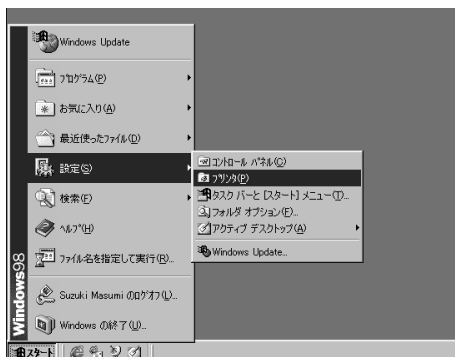 Windows Update
プログラム(P)
お気に入り(A)
最近使ったファイル(D)
設定(S)
検索(F)
ヘルプ(H)
ファイル名を指定して実行(R)...
Suzuki Masumi のログオフ(L)...
Windows の終了(U)...
Windows98
コントロール パネル(C)
プリンタ(P)
タスク バーと [スタート] メニュー(T)...
フォルダ オプション(F)...
アクティブ デスクトップ(A)
Windows Update...
スタート